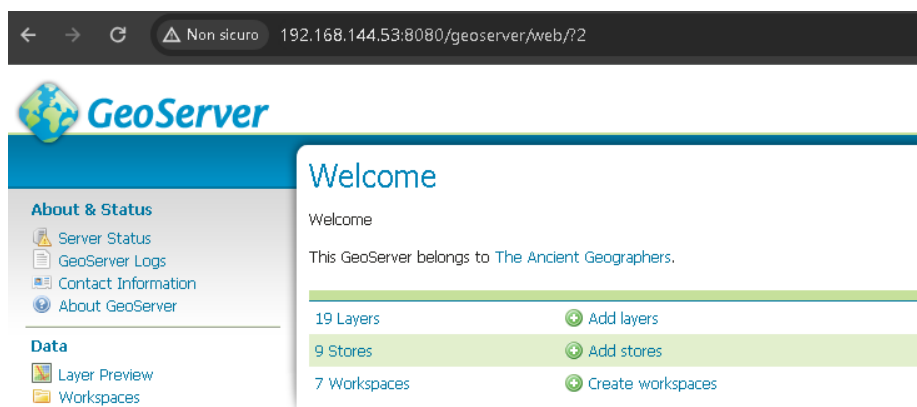 Non sicuro 192.168.144.53:8080/geoserver/web/?2
GeoServer
About & Status
Server Status
GeoServer Logs
Contact Information
About GeoServer
Data
Layer Preview
Workspaces
Welcome
Welcome
This GeoServer belongs to The Ancient Geographers.
19 Layers Add layers
9 Stores Add stores
7 Workspaces Create workspaces